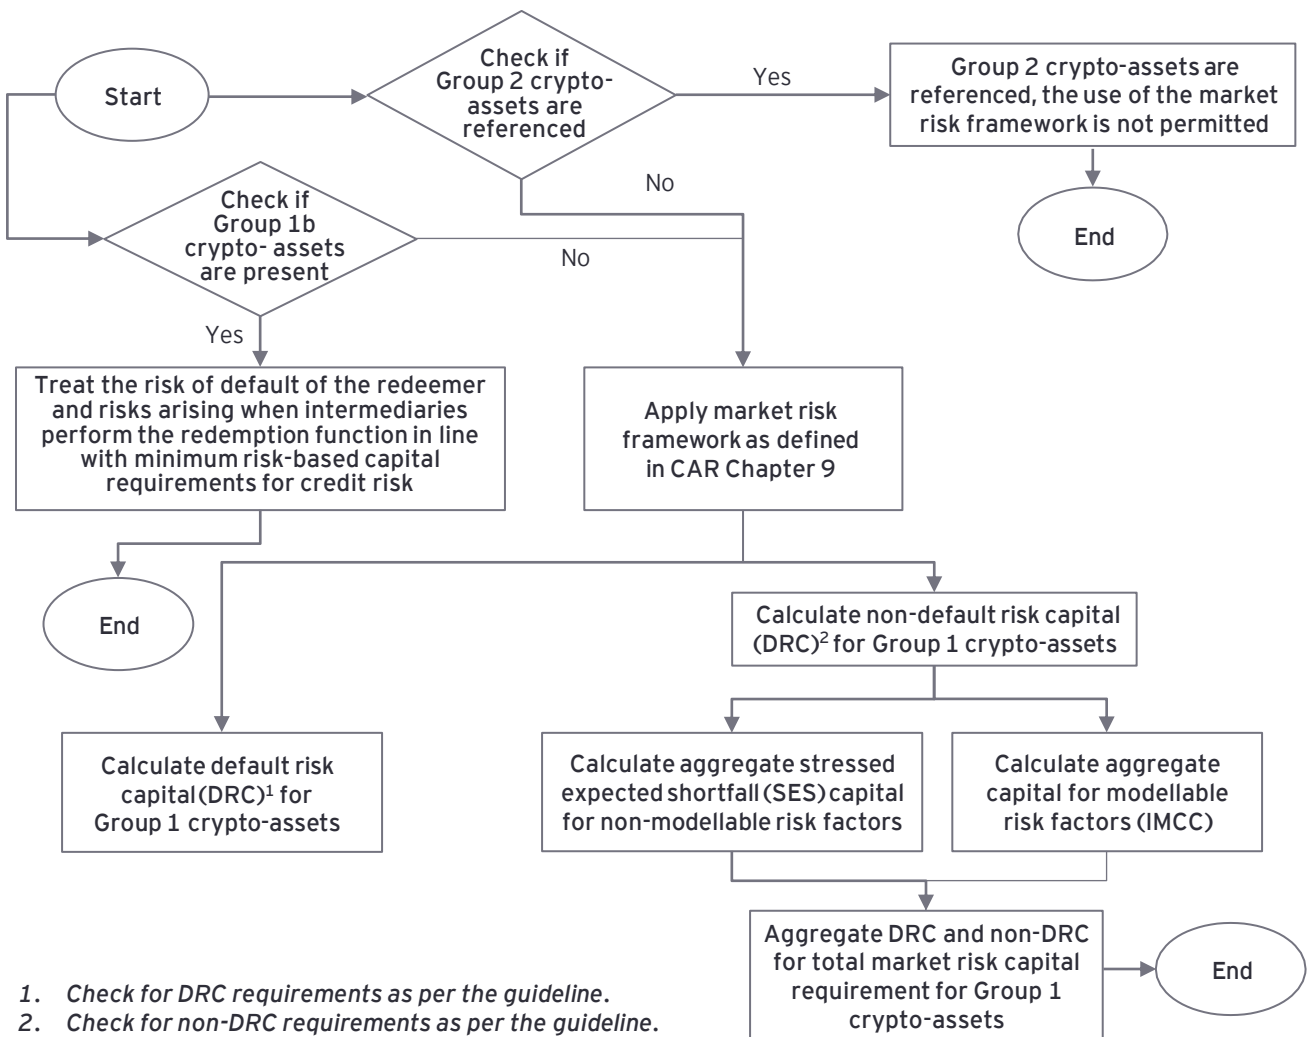 Start
Check if
Group 2 crypto-
assets are
referenced
Yes
Group 2 crypto-assets are
referenced, the use of the market
risk framework is not permitted
No
End
Check if
Group 1b
crypto- assets
are present
No
Yes
Treat the risk of default of the redeemer
and risks arising when intermediaries
perform the redemption function in line
with minimum risk-based capital
requirements for credit risk
Apply market risk
framework as defined
in CAR Chapter 9
End
Calculate non-default risk capital
(DRC)² for Group 1 crypto-assets
Calculate default risk
capital (DRC)¹ for
Group 1 crypto-assets
Calculate aggregate stressed
expected shortfall (SES) capital
for non-modellable risk factors
Calculate aggregate
capital for modellable
risk factors (IMCC)
Aggregate DRC and non-DRC
for total market risk capital
requirement for Group 1
crypto-assets
End
1. Check for DRC requirements as per the guideline.
2. Check for non-DRC requirements as per the guideline.